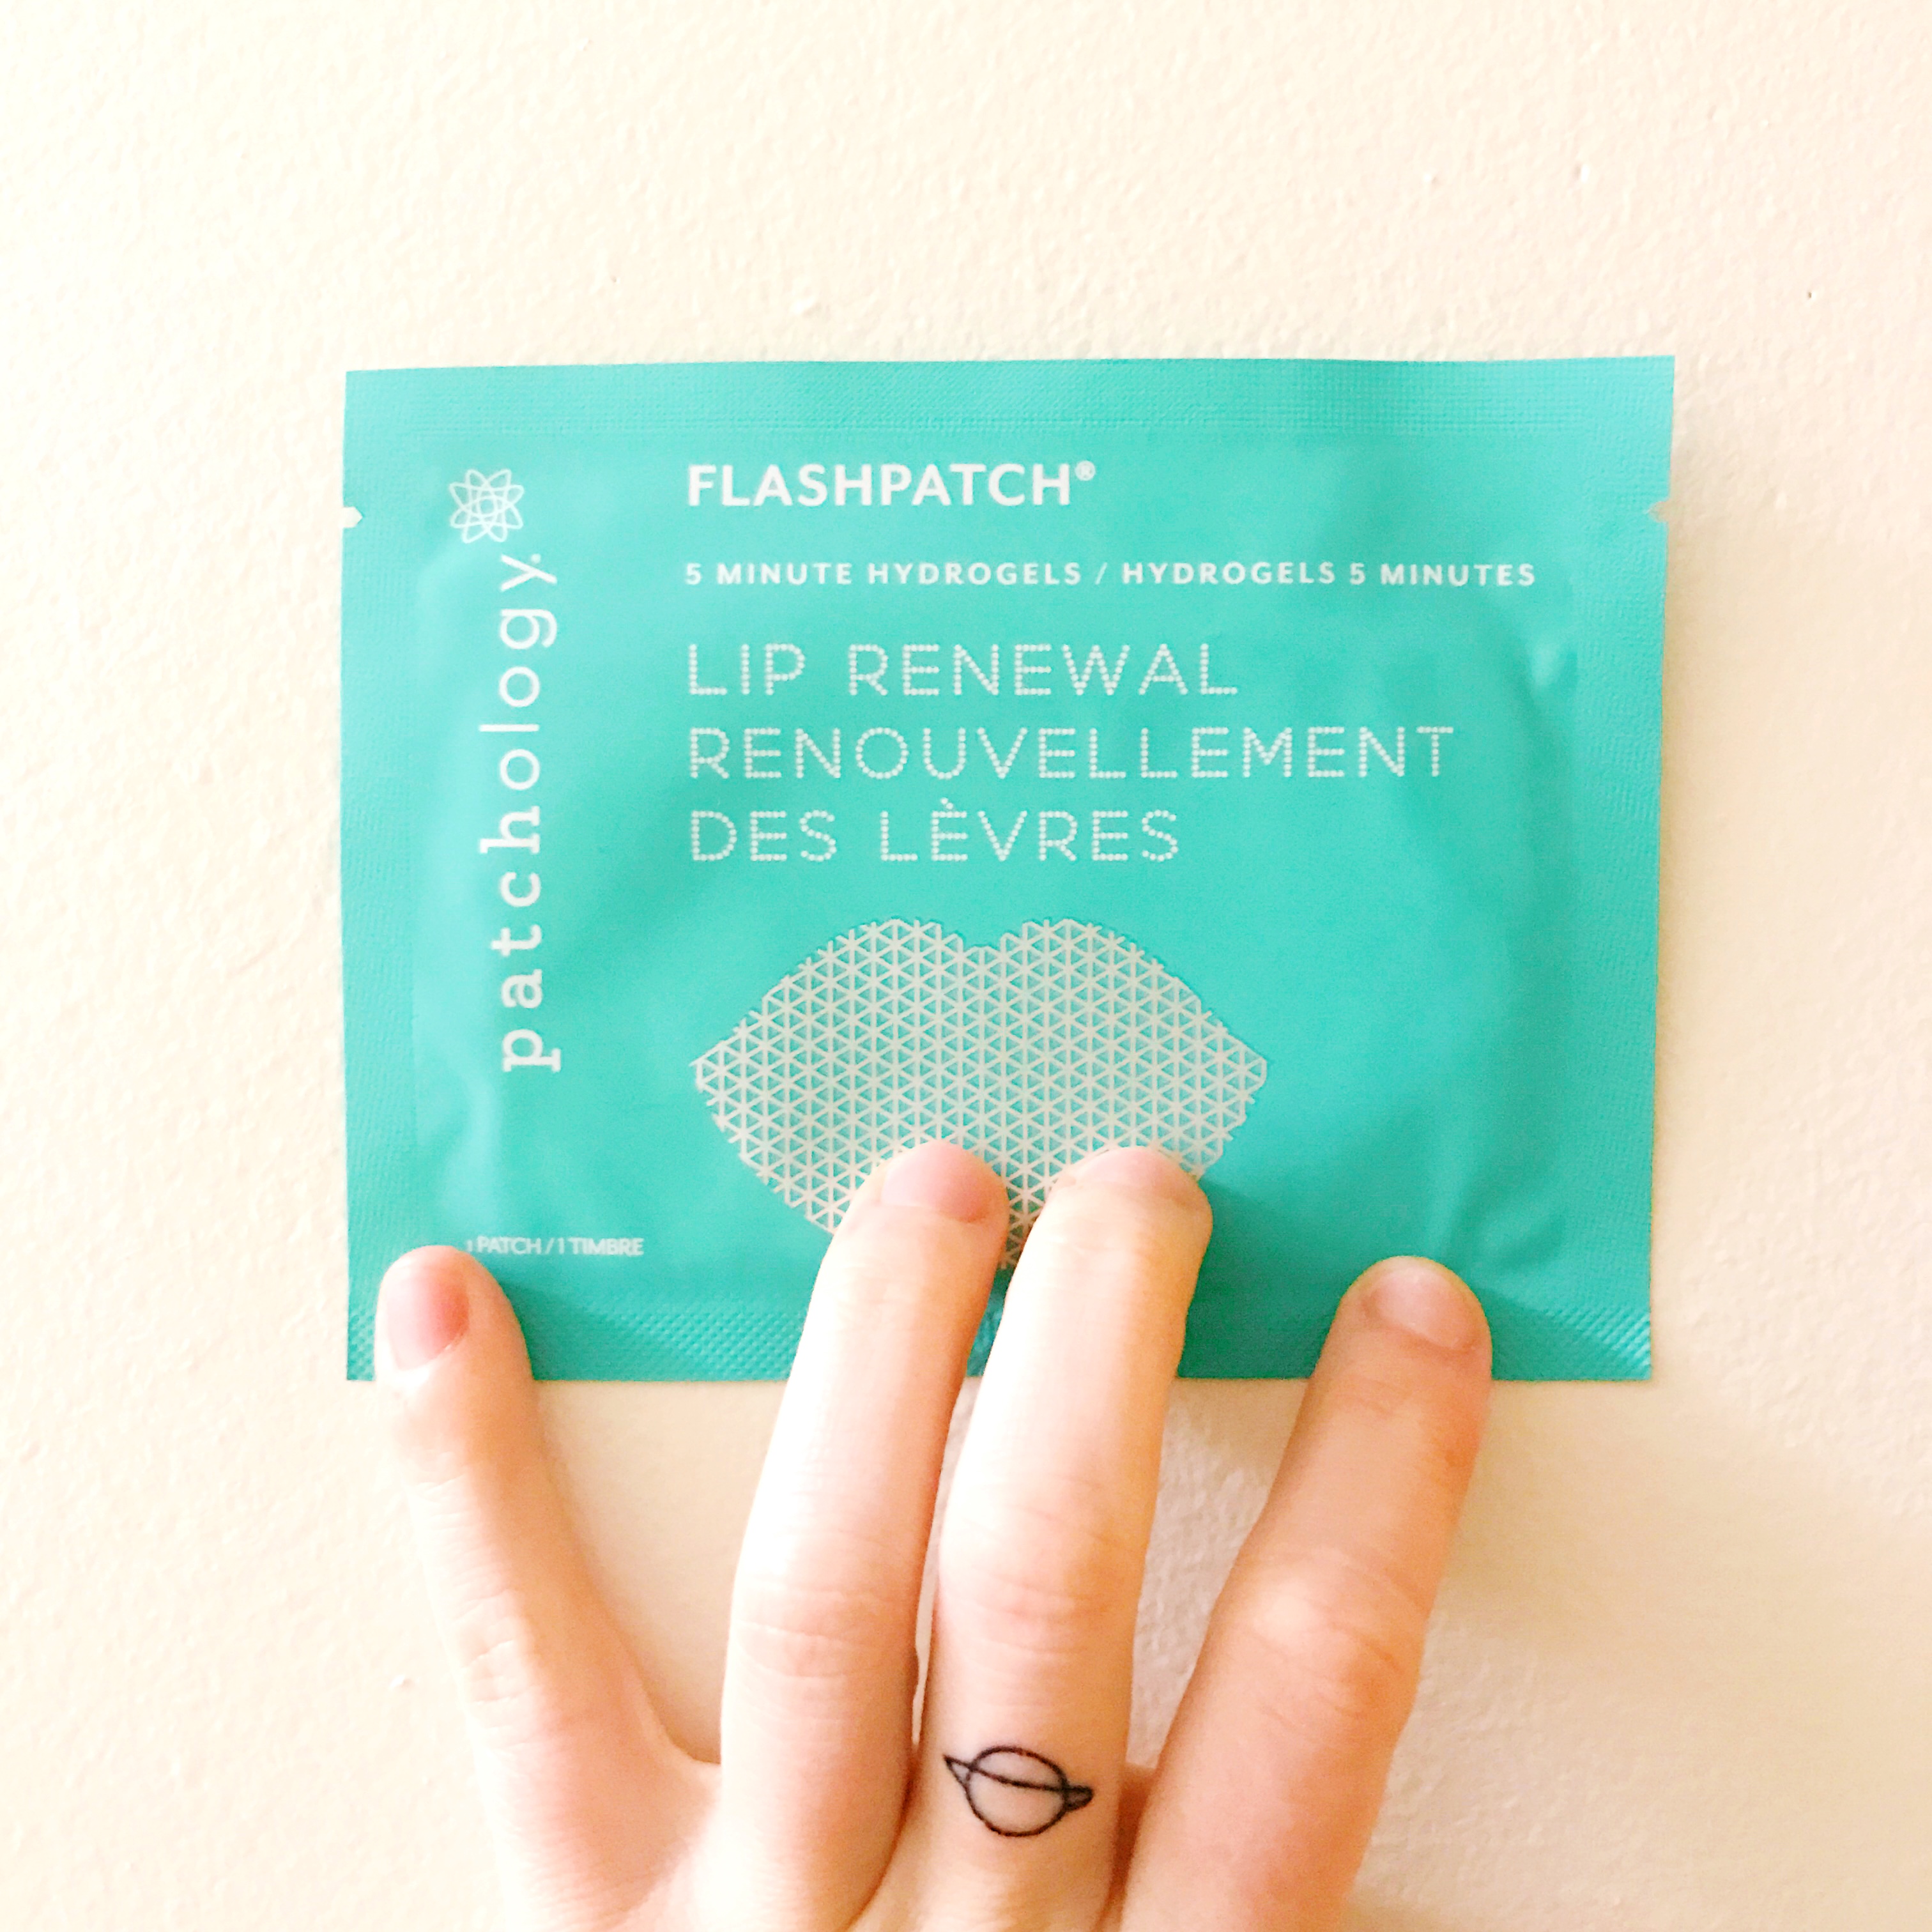 patchology.
FLASHPATCH®
5 MINUTE HYDROGELS / HYDROGELS 5 MINUTES
LIP RENEWAL
RENOUVELLEMENT
DES LÈVRES
1 PATCH / 1 TIMBRE